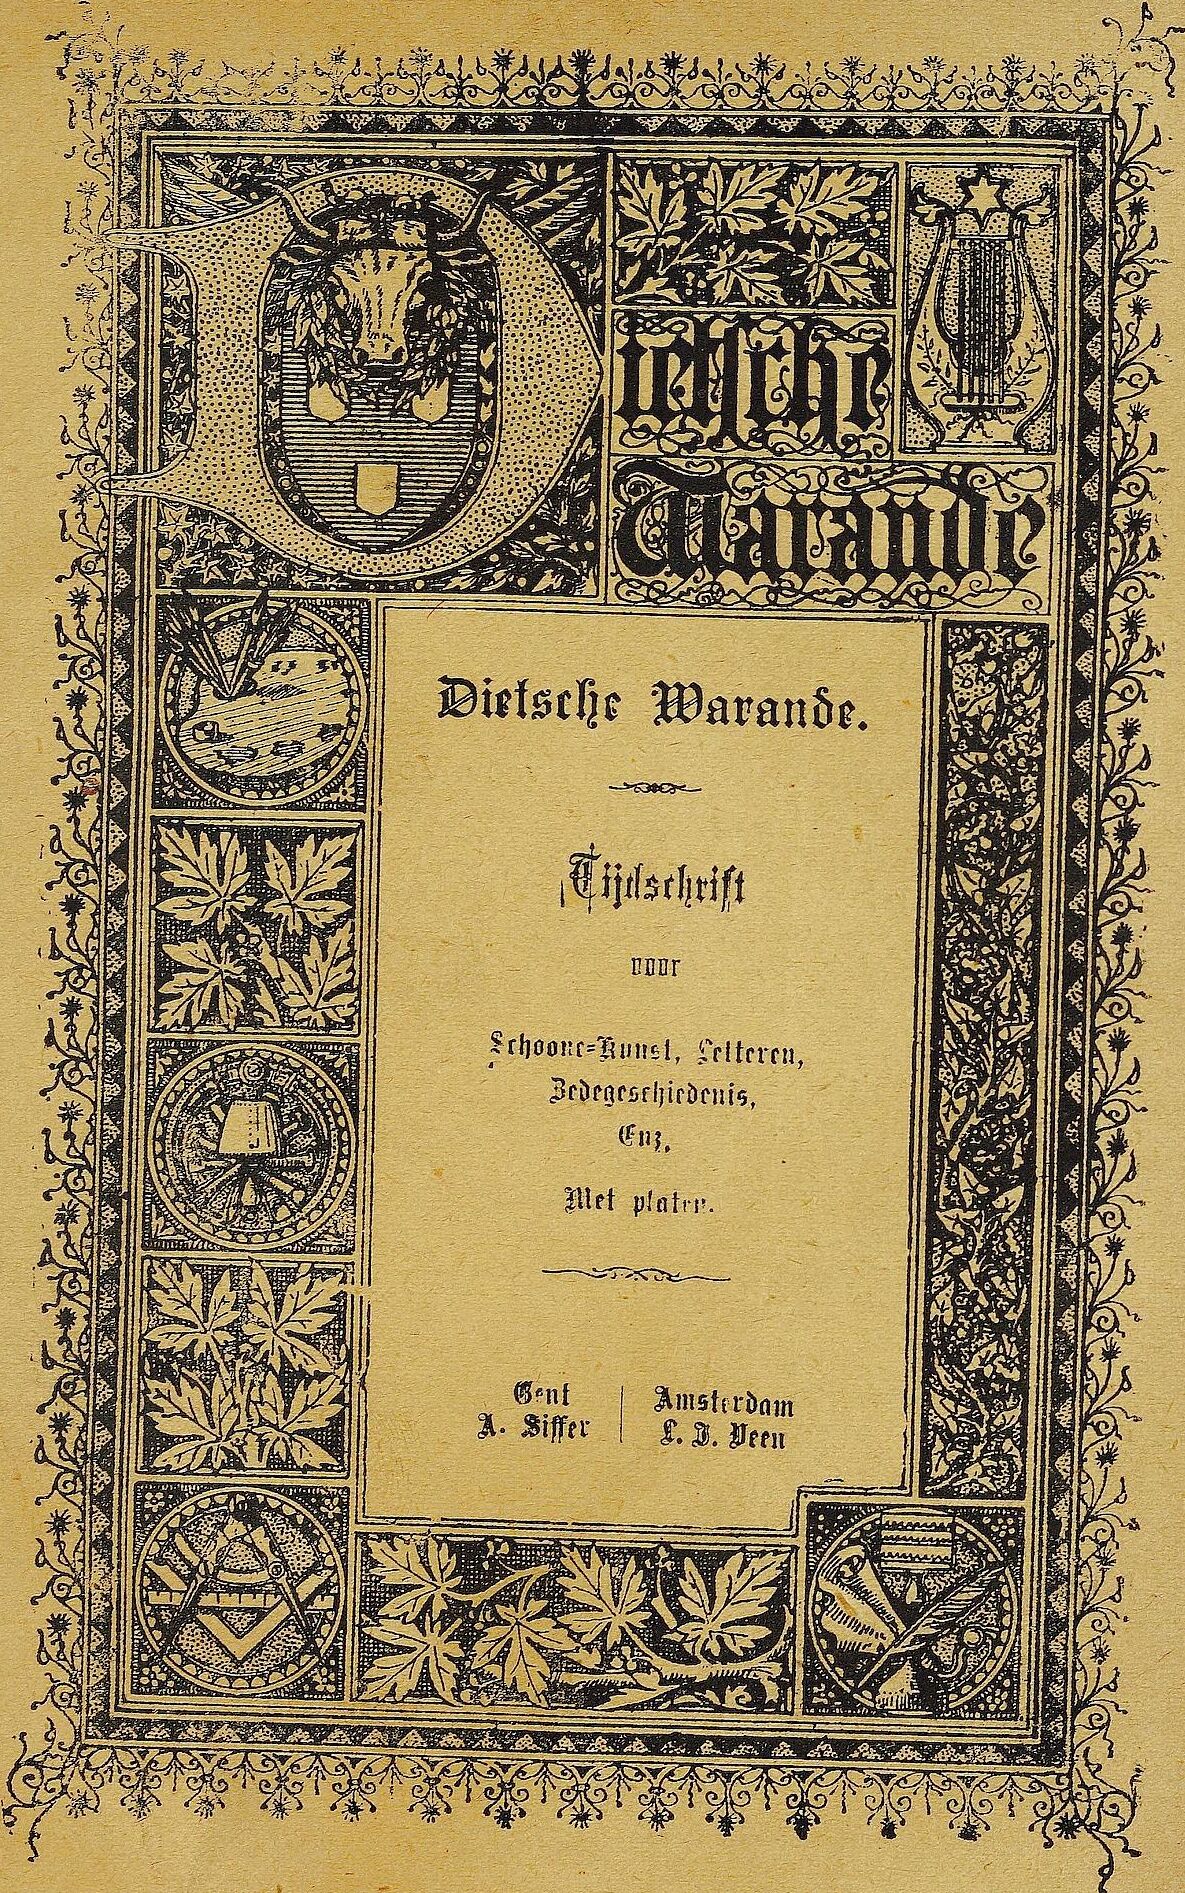 Dietsche
Warande
Dietsche Warande.
Tijdschrift
voor
Schoone-Kunst, Letteren,
Zedegeschiedenis,
Enz.
Met platen.
Gent
A. Siffer
Amsterdam
L. J. Veen